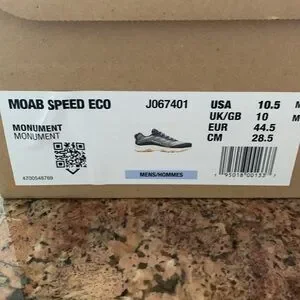 MOAB SPEED ECO J067401 USA 10.5
UK/GB 10
EUR 44.5
CM 28.5
MONUMENT
MONUMENT
MENS/HOMMES